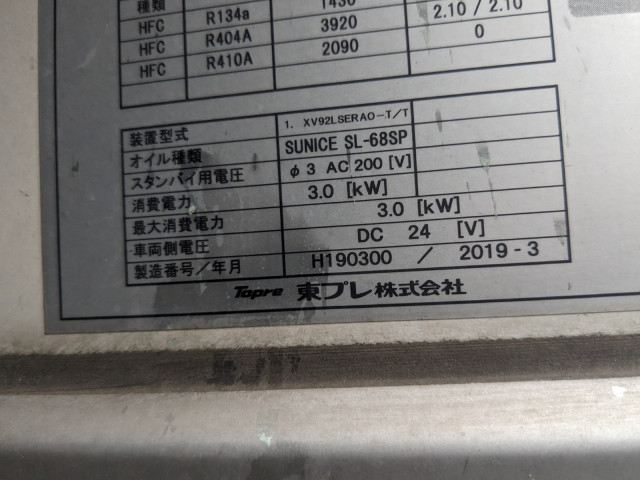 種類 1430 2.10 / 2.10
HFC R134a 3920 0
HFC R404A 2090
HFC R410A
装置型式 1. XV92LSERAO-T/T
オイル種類 SUNICE SL-68SP
スタンバイ用電圧 φ3 AC 200 [V]
消費電力 3.0 [kW]
最大消費電力 3.0 [kW]
車両側電圧 DC 24 [V]
製造番号/年月 H190300 / 2019-3
Topre 東プレ株式会社